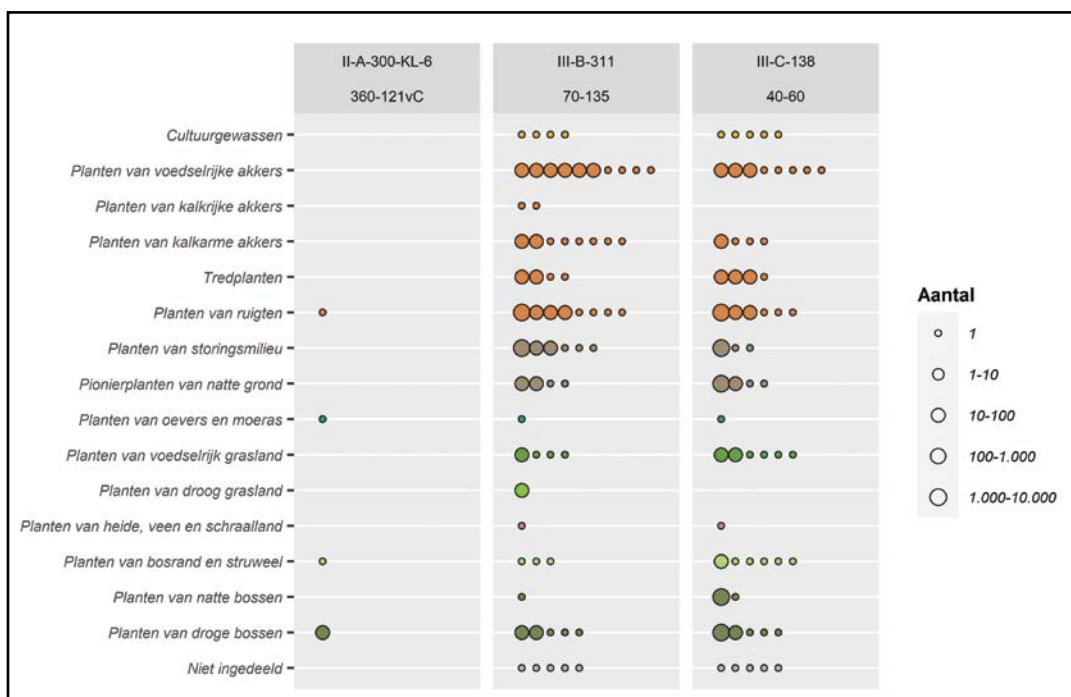 II-A-300-KL-6
360-121vC
III-B-311
70-135
III-C-138
40-60
Cultuurgewassen
Planten van voedselrijke akkers
Planten van kalkrijke akkers
Planten van kalkarme akkers
Tredplanten
Planten van ruigten
Planten van storingsmilieu
Pionierplanten van natte grond
Planten van oevers en moeras
Planten van voedselrijk grasland
Planten van droog grasland
Planten van heide, veen en schraalland
Planten van bosrand en struweel
Planten van natte bossen
Planten van droge bossen
Niet ingedeeld
Aantal
1
1-10
10-100
100-1.000
1.000-10.000